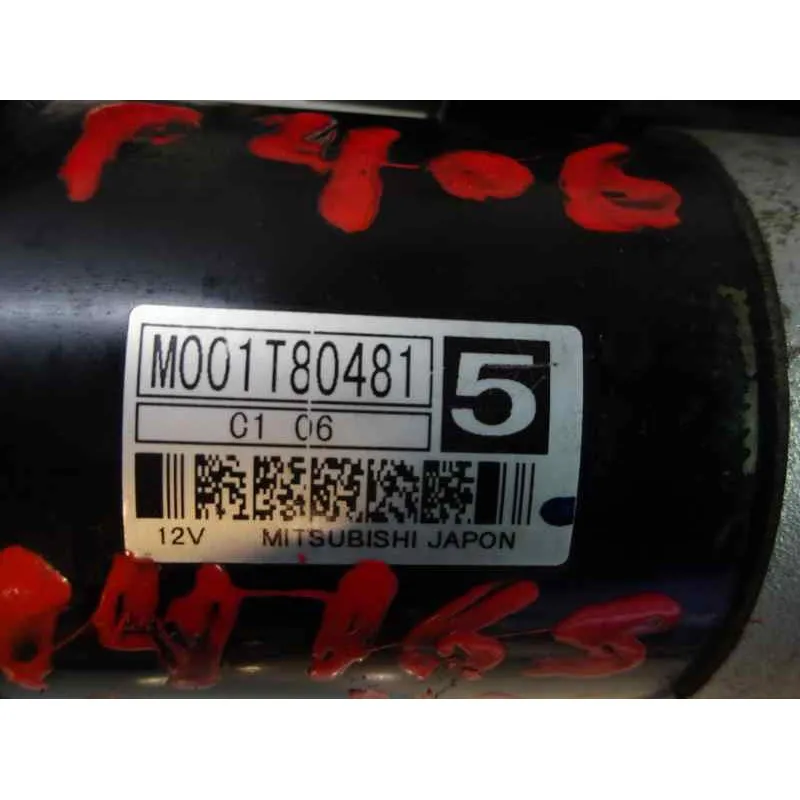 F406
M001T80481
5
C1 06
12V MITSUBISHI JAPON